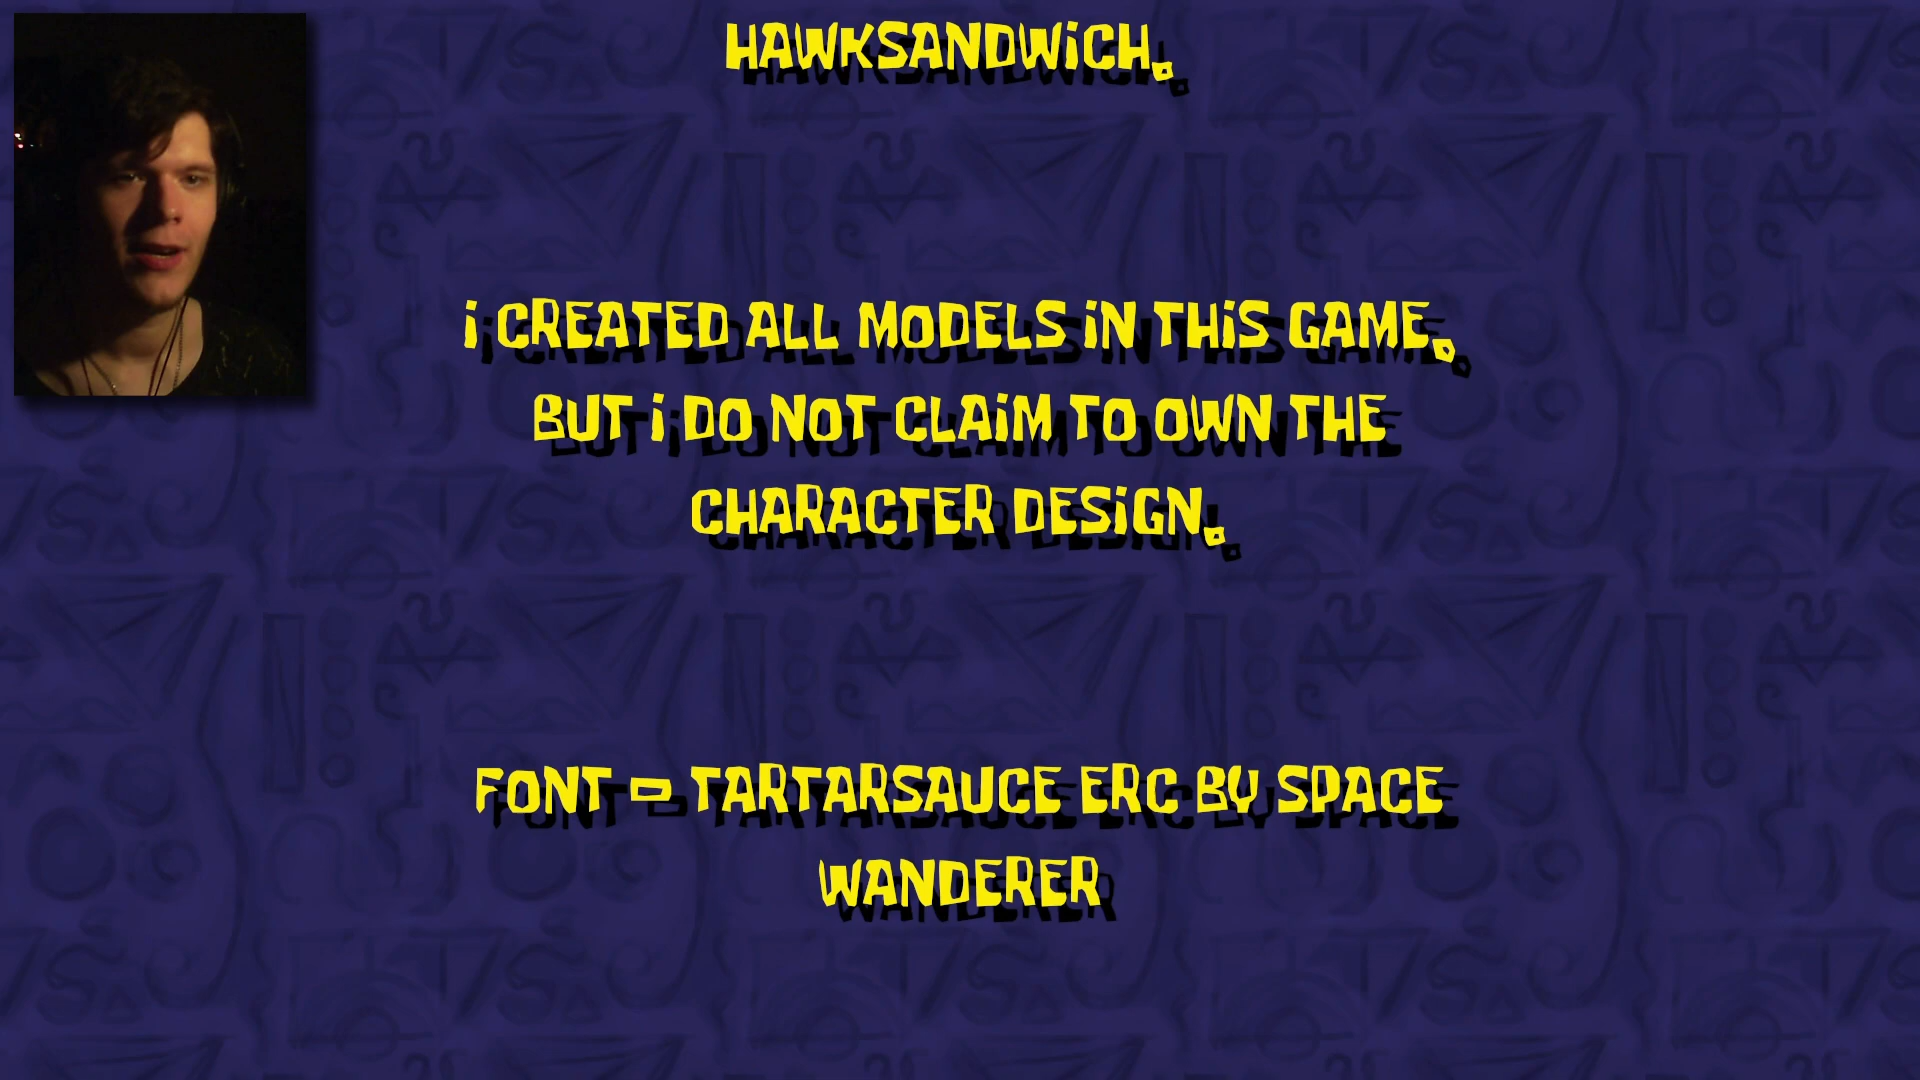 HAWKSANDWiCH.
i CREATED ALL MODELS iN THiS GAME.
BUT i DO NOT CLAiM TO OWN THE
CHARACTER DESiGN.
FONT - TARTARSAUCE ERC BY SPACE
WANDERER